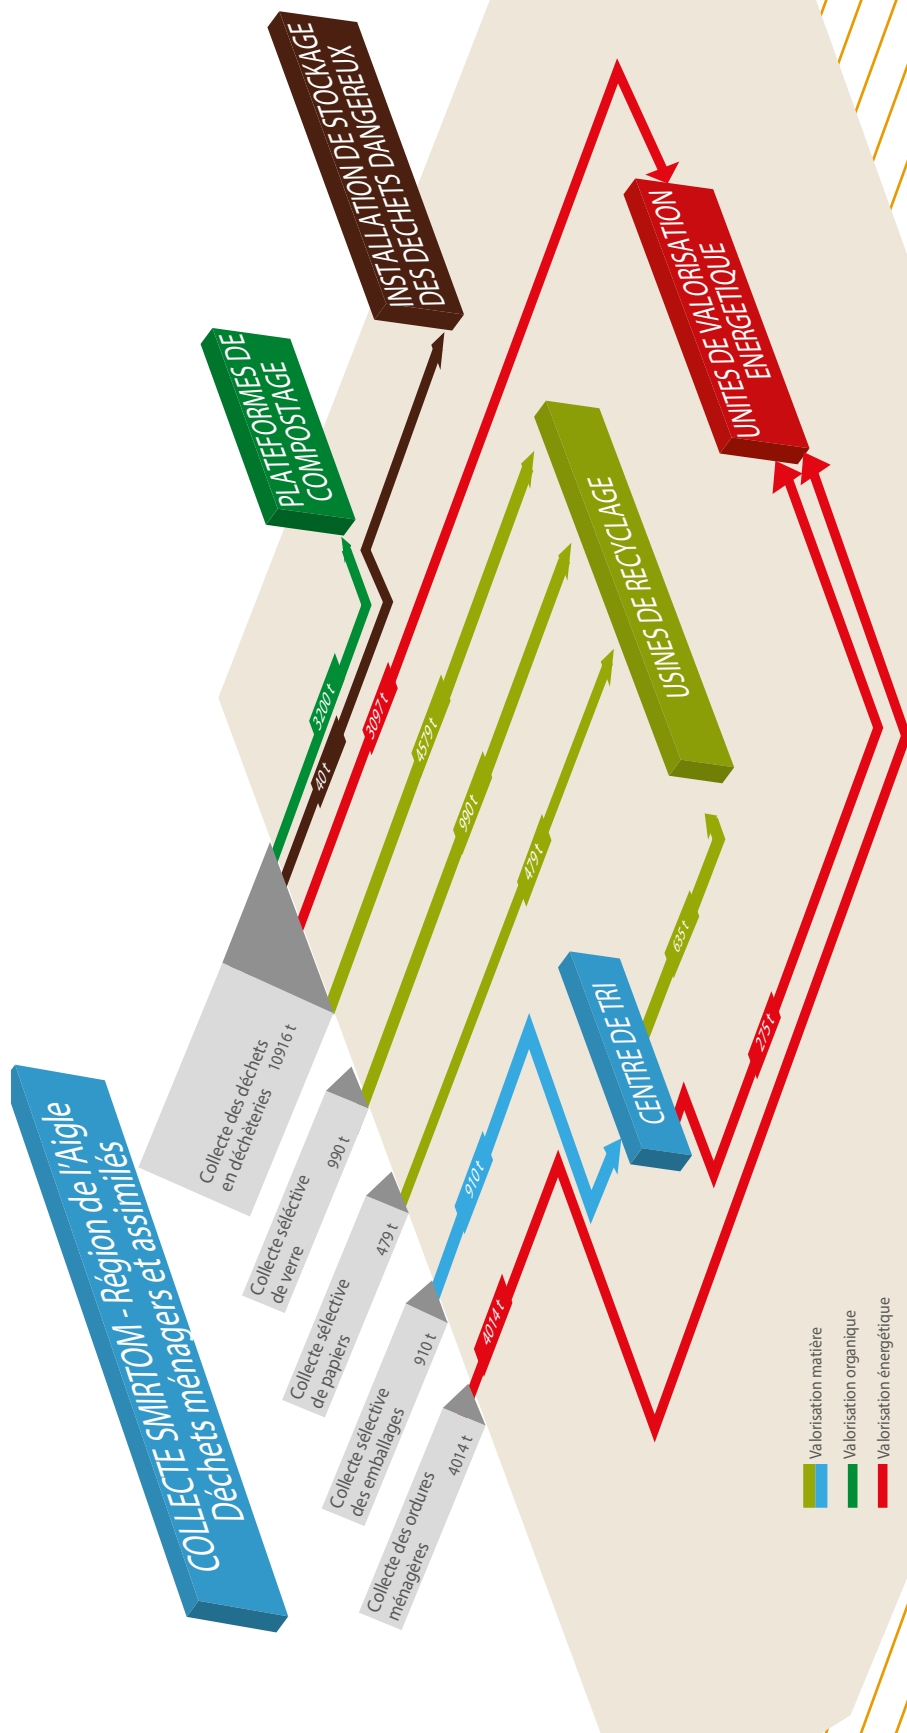 COLLECTE SMIRTOM - Région de l'Aigle
Déchets ménagers et assimilés
Collecte des déchets
en déchèteries 10916 t
Collecte séléctive
de verre
990 t
Collecte sélective
de papiers
479 t
Collecte sélective
des emballages
910 t
Collecte des ordures
ménagères
4014 t
3200 t
40 t
3097 t
4579 t
990 t
479 t
910 t
4014 t
635 t
275 t
PLATEFORMES DE
COMPOSTAGE
INSTALLATION DE STOCKAGE
DES DECHETS DANGEREUX
USINES DE RECYCLAGE
UNITES DE VALORISATION
ENERGETIQUE
CENTRE DE TRI
Valorisation matière
Valorisation organique
Valorisation énergétique